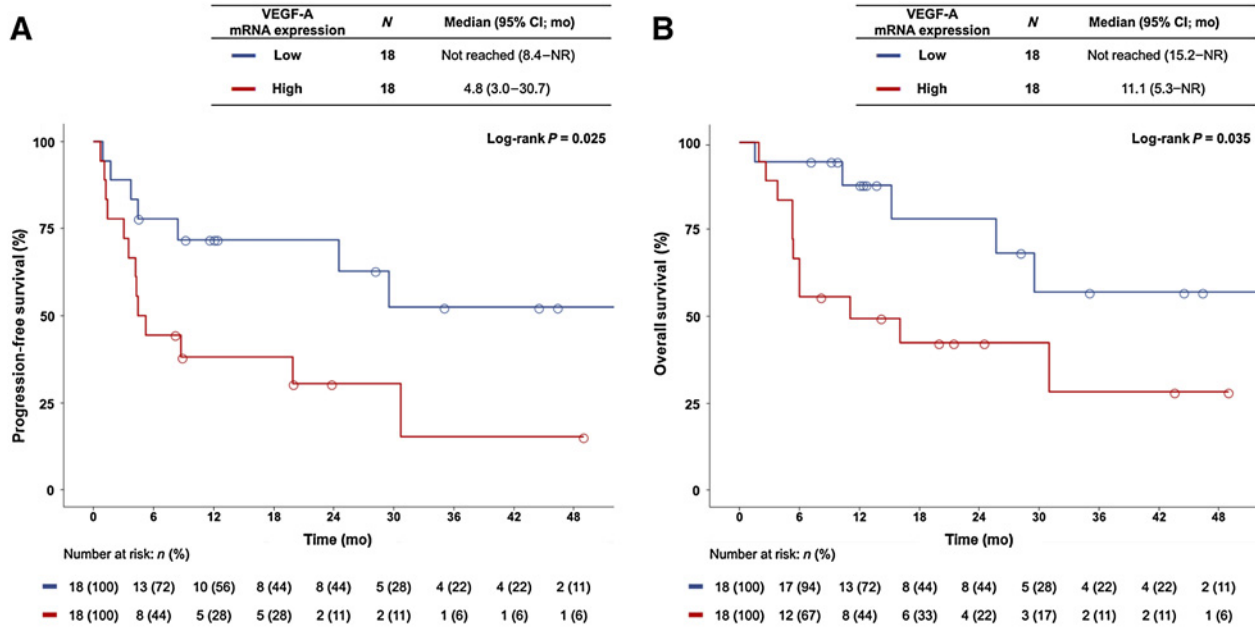 A
VEGF-A
mRNA expression
N
Median (95% CI; mo)
Low 18 Not reached (8.4–NR)
High 18 4.8 (3.0–30.7)
Log-rank P = 0.025
100
75
50
25
0
Progression-free survival (%)
0 6 12 18 24 30 36 42 48
Time (mo)
Number at risk: n (%)
18 (100) 13 (72) 10 (56) 8 (44) 8 (44) 5 (28) 4 (22) 4 (22) 2 (11)
18 (100) 8 (44) 5 (28) 5 (28) 2 (11) 2 (11) 1 (6) 1 (6) 1 (6)
B
VEGF-A
mRNA expression
N
Median (95% CI; mo)
Low 18 Not reached (15.2–NR)
High 18 11.1 (5.3–NR)
Log-rank P = 0.035
100
75
50
25
0
Overall survival (%)
0 6 12 18 24 30 36 42 48
Time (mo)
Number at risk: n (%)
18 (100) 17 (94) 13 (72) 8 (44) 8 (44) 5 (28) 4 (22) 4 (22) 2 (11)
18 (100) 12 (67) 8 (44) 6 (33) 4 (22) 3 (17) 2 (11) 2 (11) 1 (6)